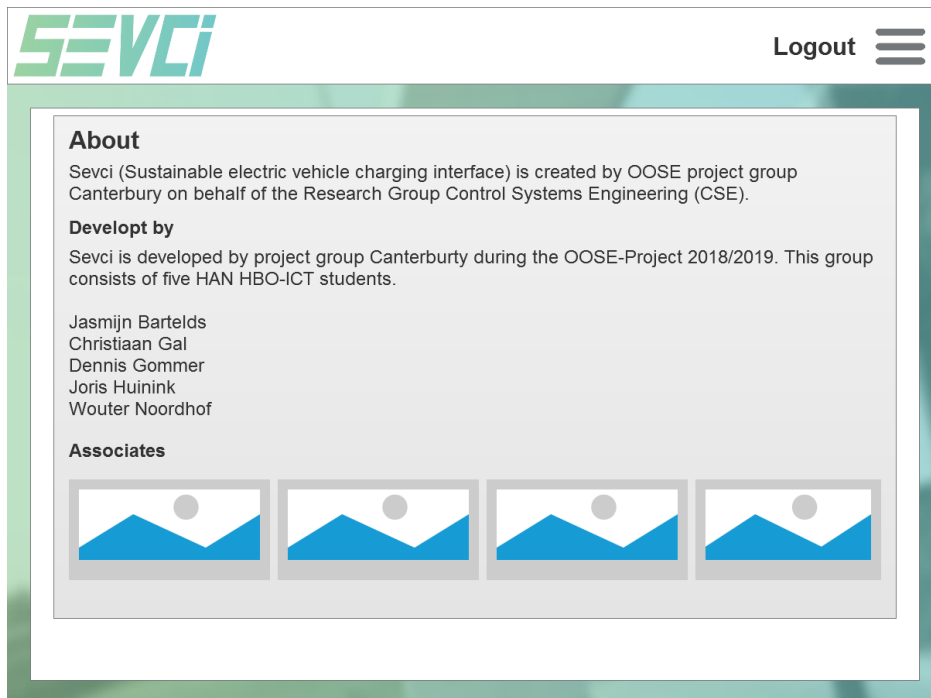 SEVCi
Logout
About
Sevci (Sustainable electric vehicle charging interface) is created by OOSE project group
Canterbury on behalf of the Research Group Control Systems Engineering (CSE).
Developt by
Sevci is developed by project group Canterburty during the OOSE-Project 2018/2019. This group
consists of five HAN HBO-ICT students.
Jasmijn Bartelds
Christiaan Gal
Dennis Gommer
Joris Huinink
Wouter Noordhof
Associates